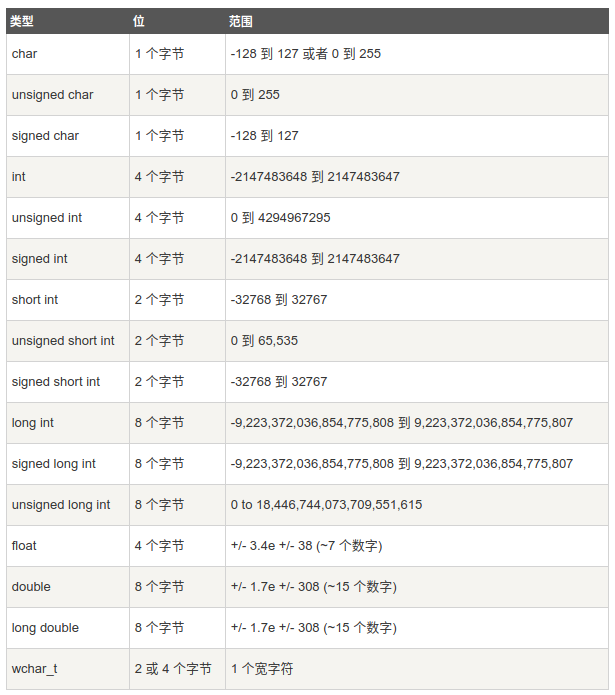 类型 位 范围
char 1 个字节 -128 到 127 或者 0 到 255
unsigned char 1 个字节 0 到 255
signed char 1 个字节 -128 到 127
int 4 个字节 -2147483648 到 2147483647
unsigned int 4 个字节 0 到 4294967295
signed int 4 个字节 -2147483648 到 2147483647
short int 2 个字节 -32768 到 32767
unsigned short int 2 个字节 0 到 65,535
signed short int 2 个字节 -32768 到 32767
long int 8 个字节 -9,223,372,036,854,775,808 到 9,223,372,036,854,775,807
signed long int 8 个字节 -9,223,372,036,854,775,808 到 9,223,372,036,854,775,807
unsigned long int 8 个字节 0 to 18,446,744,073,709,551,615
float 4 个字节 +/- 3.4e +/- 38 (~7 个数字)
double 8 个字节 +/- 1.7e +/- 308 (~15 个数字)
long double 8 个字节 +/- 1.7e +/- 308 (~15 个数字)
wchar_t 2 或 4 个字节 1 个宽字符